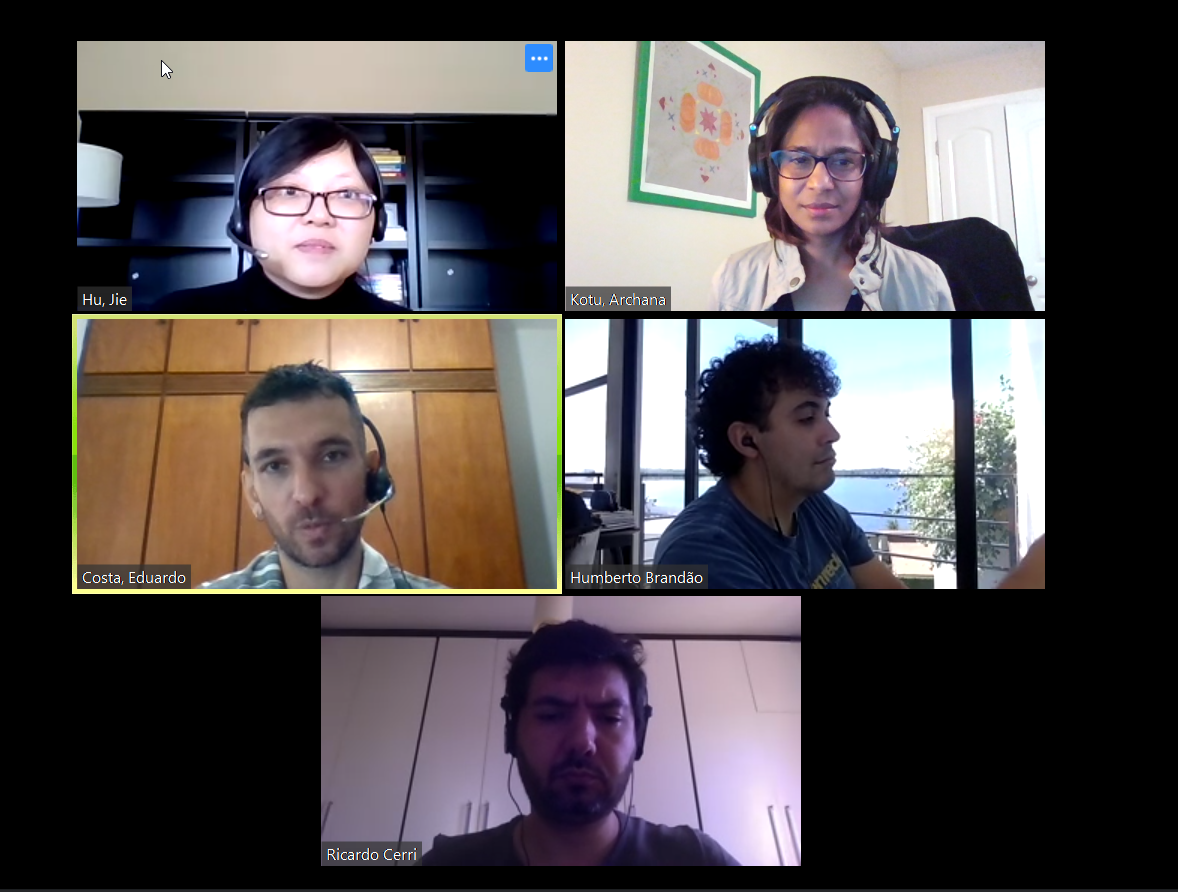 Hu, Jie
Kotu, Archana
Costa, Eduardo
Humberto Brandão
Ricardo Cerri